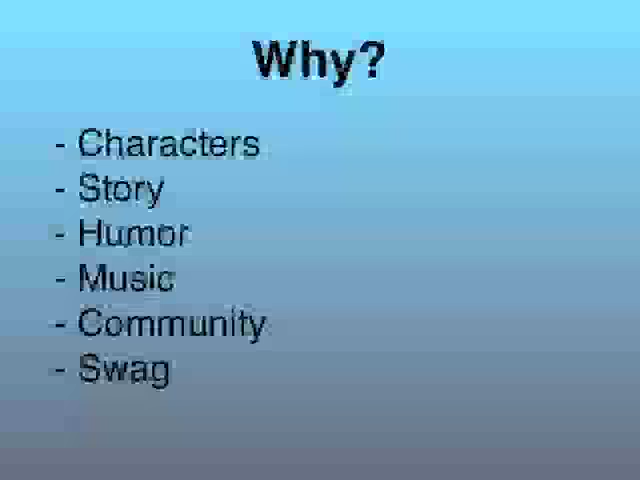 Why?
- Characters
- Story
- Humor
- Music
- Community
- Swag